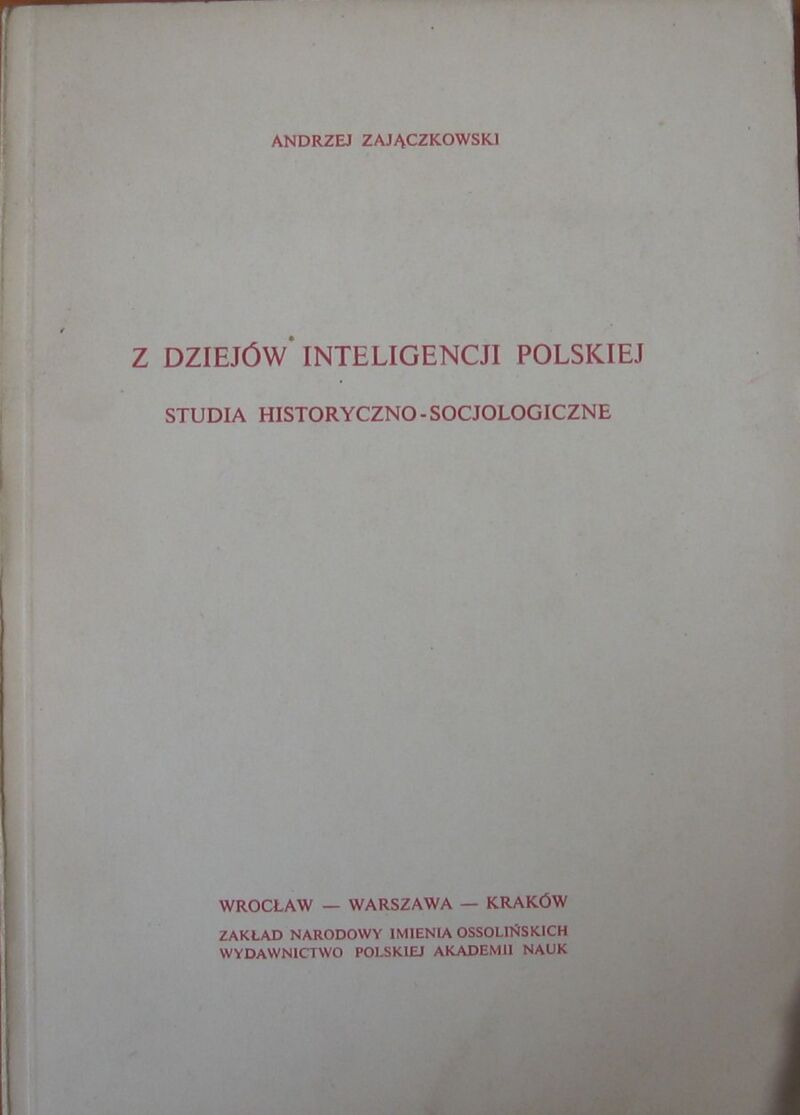 ANDRZEJ ZAJĄCZKOWSKI
Z DZIEJÓW INTELIGENCJI POLSKIEJ
STUDIA HISTORYCZNO-SOCJOLOGICZNE
WROCŁAW — WARSZAWA — KRAKÓW
ZAKŁAD NARODOWY IMIENIA OSSOLIŃSKICH
WYDAWNICTWO POLSKIEJ AKADEMII NAUK